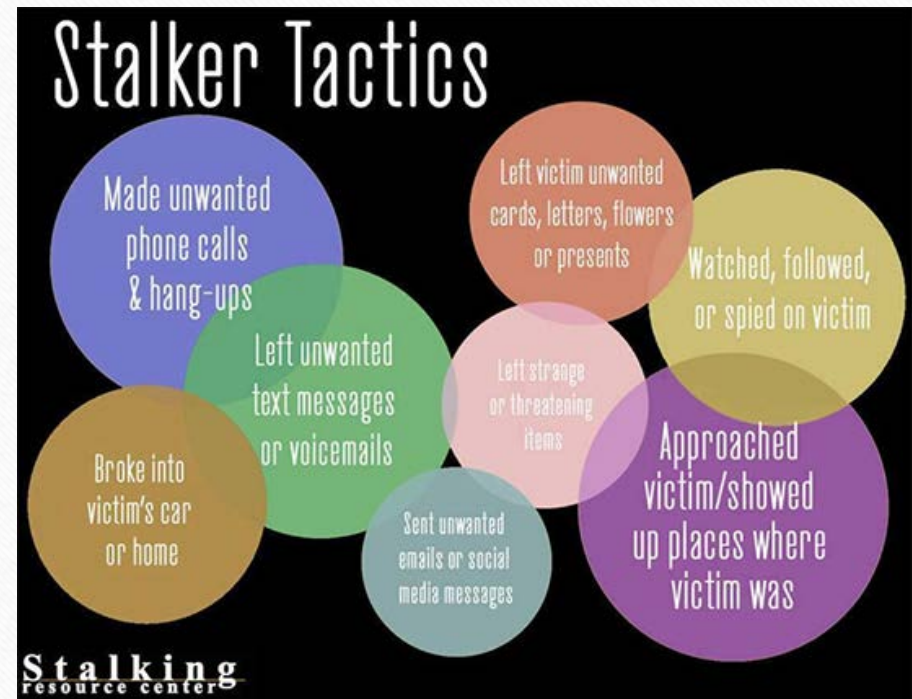 Stalker Tactics
Made unwanted
phone calls
& hang-ups
Left victim unwanted
cards, letters, flowers
or presents
Watched, followed,
or spied on victim
Left unwanted
text messages
or voicemails
Left strange
or threatening
items
Broke into
victim's car
or home
Sent unwanted
emails or social
media messages
Approached
victim/showed
up places where
victim was
Stalking
resource center